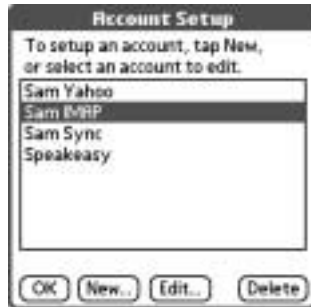 Account Setup
To setup an account, tap New,
or select an account to edit.
Sam Yahoo
Sam IMAP
Sam Sync
Speakeasy
OK New... Edit... Delete